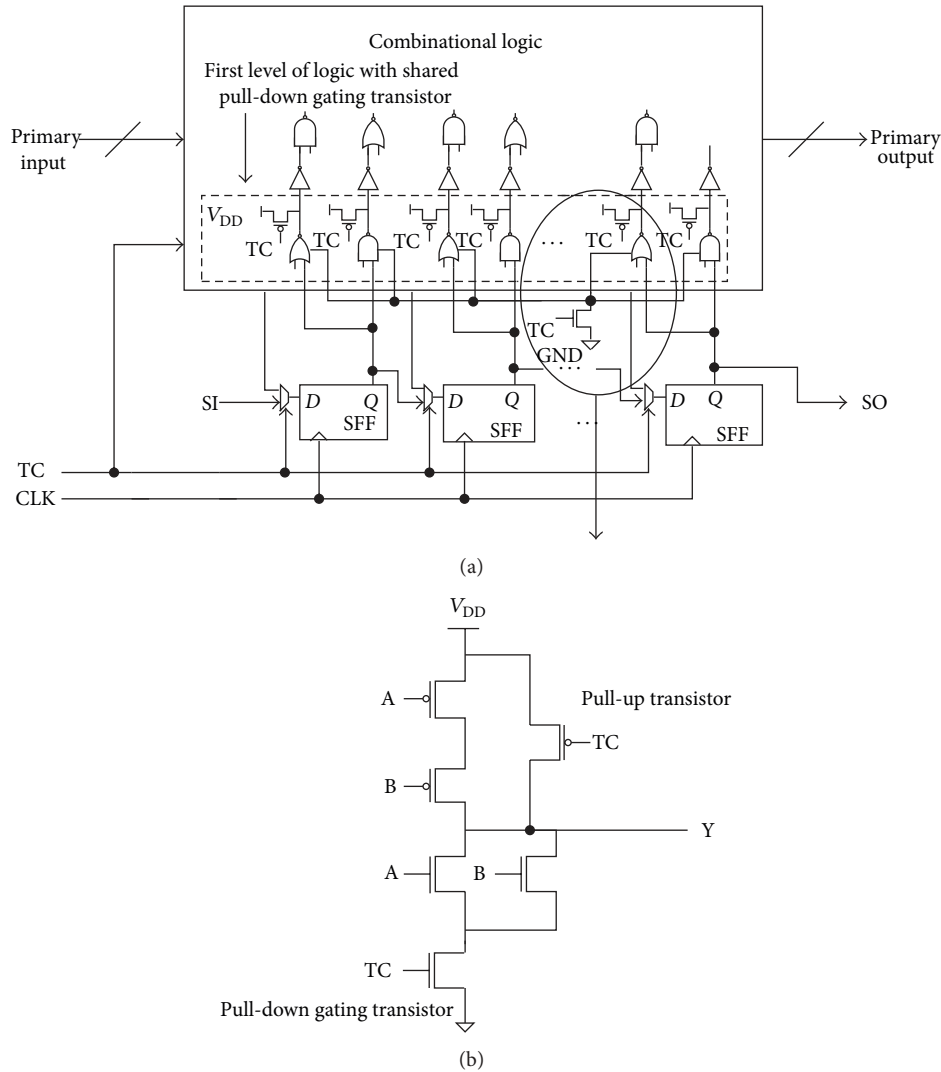 (a)
Combinational logic
First level of logic with shared
pull-down gating transistor
Primary
input
Primary
output
V_DD
TC
TC
TC
TC
...
TC
TC
TC
GND
...
SI
D
Q
SFF
D
Q
SFF
...
D
Q
SFF
SO
TC
CLK
(a)
V_DD
A
Pull-up transistor
TC
B
Y
A
B
TC
Pull-down gating transistor
(b)